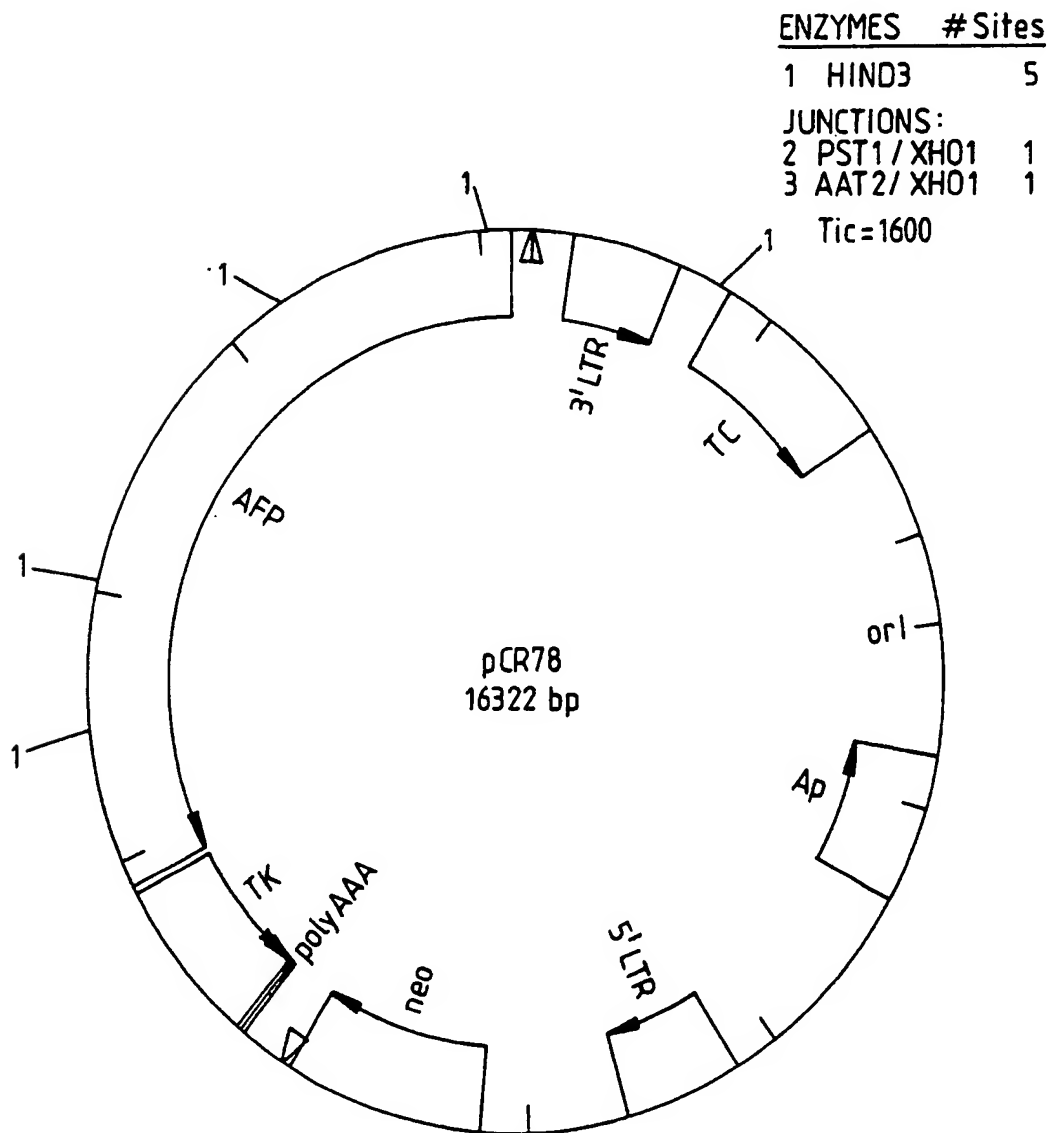 ENZYMES # Sites
1 HIND3 5
JUNCTIONS:
2 PST1/XHO1 1
3 AAT2/XHO1 1
Tic=1600
1
1
1
1
1
3'LTR
TC
AFP
orI
pCR78
16322 bp
Ap
TK
polyAAA
neo
5'LTR